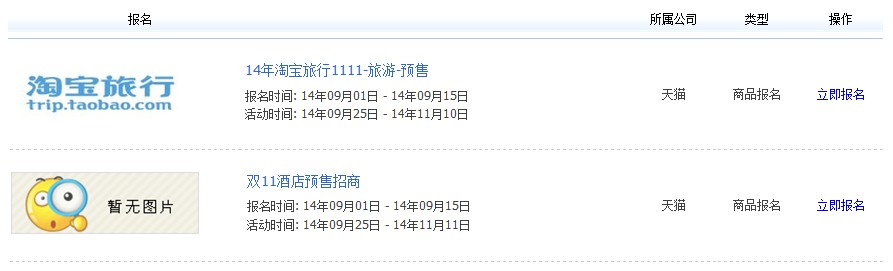 报名 所属公司 类型 操作
淘宝旅行
trip.taobao.com
14年淘宝旅行1111-旅游-预售
报名时间: 14年09月01日 - 14年09月15日
活动时间: 14年09月25日 - 14年11月10日
天猫 商品报名 立即报名
暂无图片
双11酒店预售招商
报名时间: 14年09月01日 - 14年09月15日
活动时间: 14年09月25日 - 14年11月11日
天猫 商品报名 立即报名